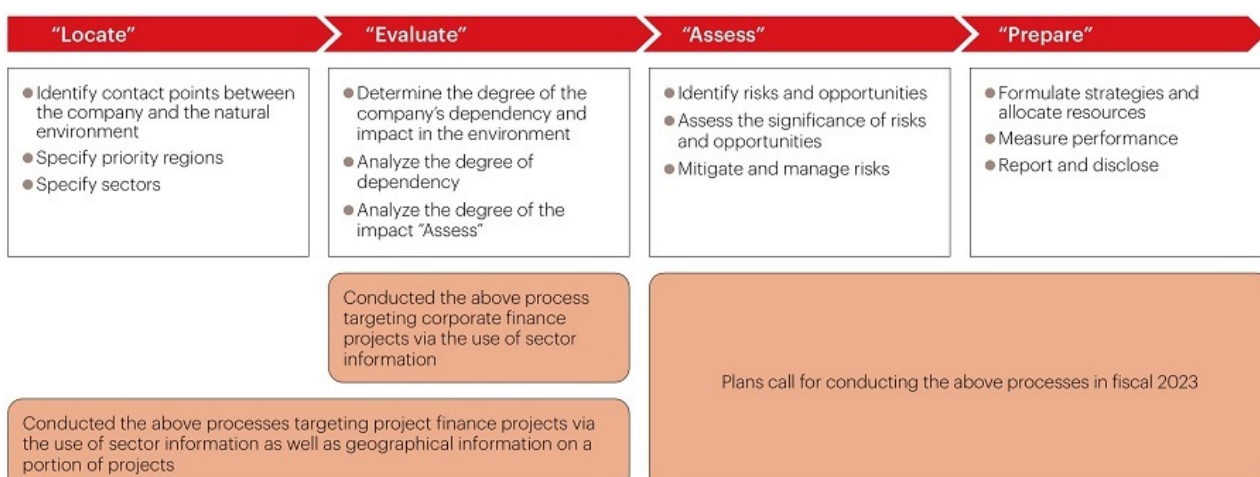 “Locate”
“Evaluate”
“Assess”
“Prepare”
Identify contact points between
the company and the natural
environment
Specify priority regions
Specify sectors
Determine the degree of the
company’s dependency and
impact in the environment
Analyze the degree of
dependency
Analyze the degree of the
impact “Assess”
Identify risks and opportunities
Assess the significance of risks
and opportunities
Mitigate and manage risks
Formulate strategies and
allocate resources
Measure performance
Report and disclose
Conducted the above process
targeting corporate finance
projects via the use of sector
information
Plans call for conducting the above processes in fiscal 2023
Conducted the above processes targeting project finance projects via
the use of sector information as well as geographical information on a
portion of projects